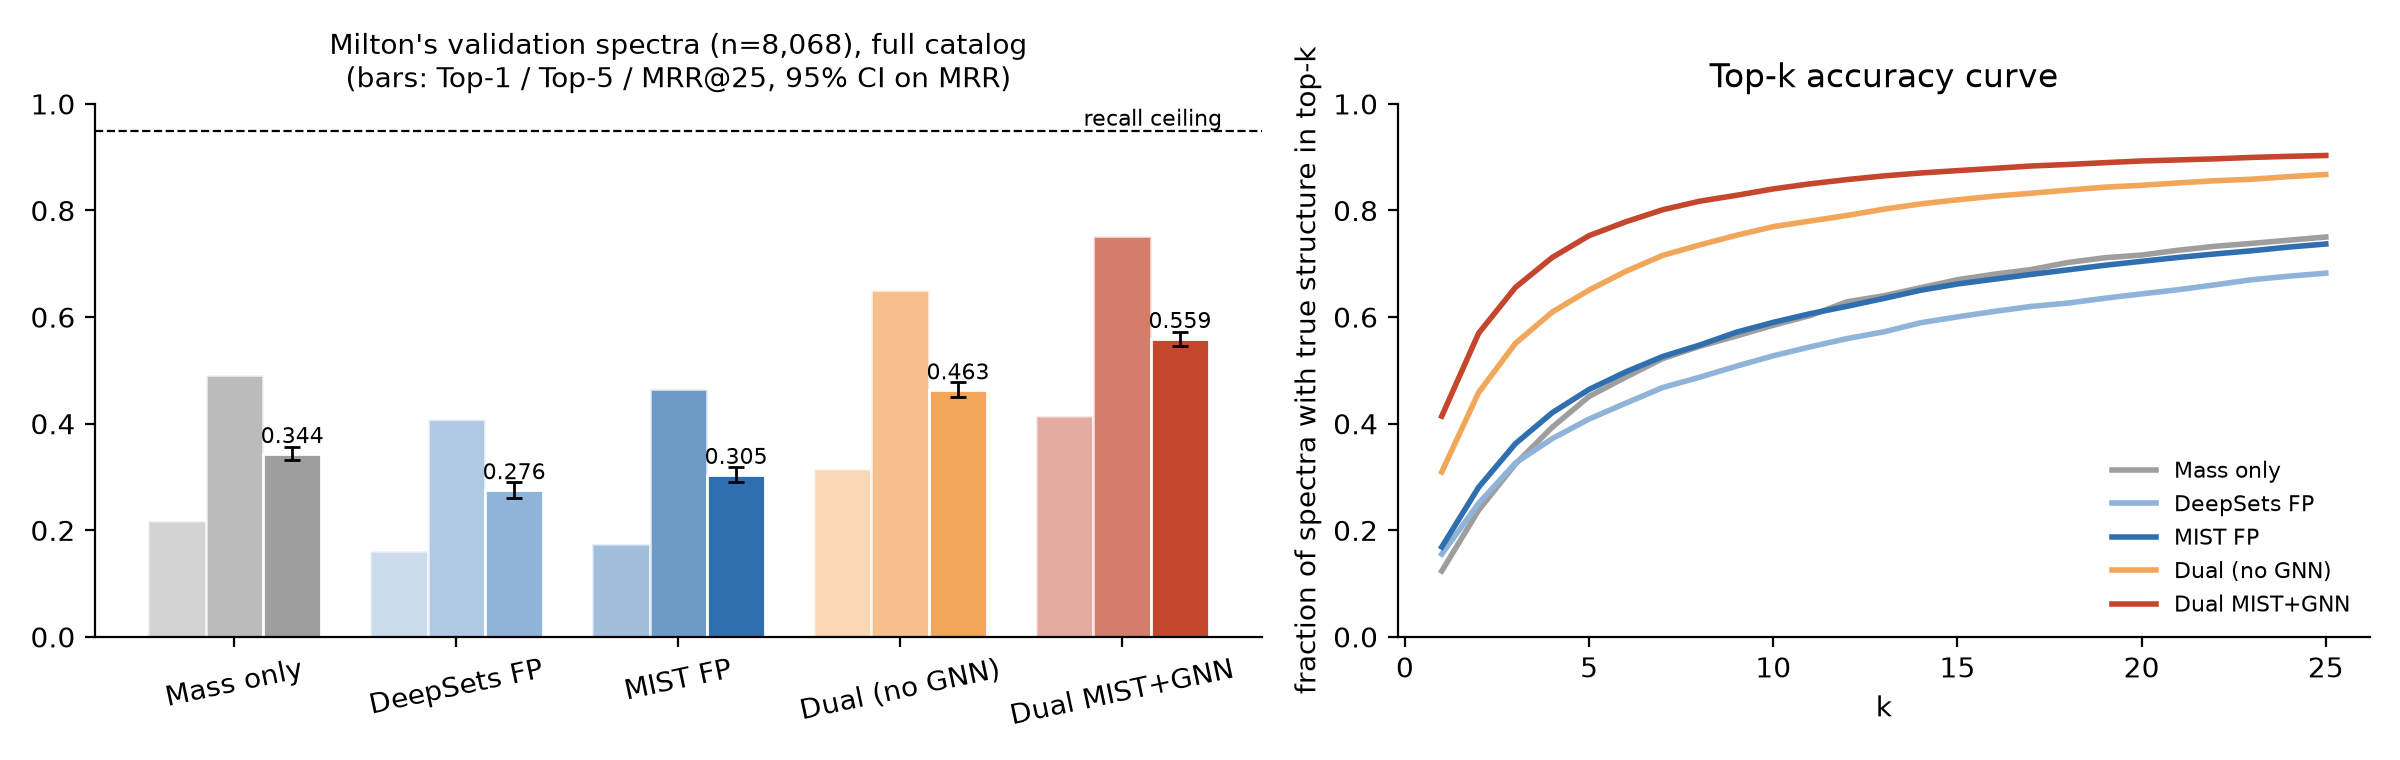 Milton's validation spectra (n=8,068), full catalog
(bars: Top-1 / Top-5 / MRR@25, 95% CI on MRR)
1.0
0.8
0.6
0.4
0.2
0.0
recall ceiling
0.344
0.276
0.305
0.463
0.559
Mass only
DeepSets FP
MIST FP
Dual (no GNN)
Dual MIST+GNN
Top-k accuracy curve
fraction of spectra with true structure in top-k
1.0
0.8
0.6
0.4
0.2
0.0
0
5
10
15
20
25
k
Mass only
DeepSets FP
MIST FP
Dual (no GNN)
Dual MIST+GNN